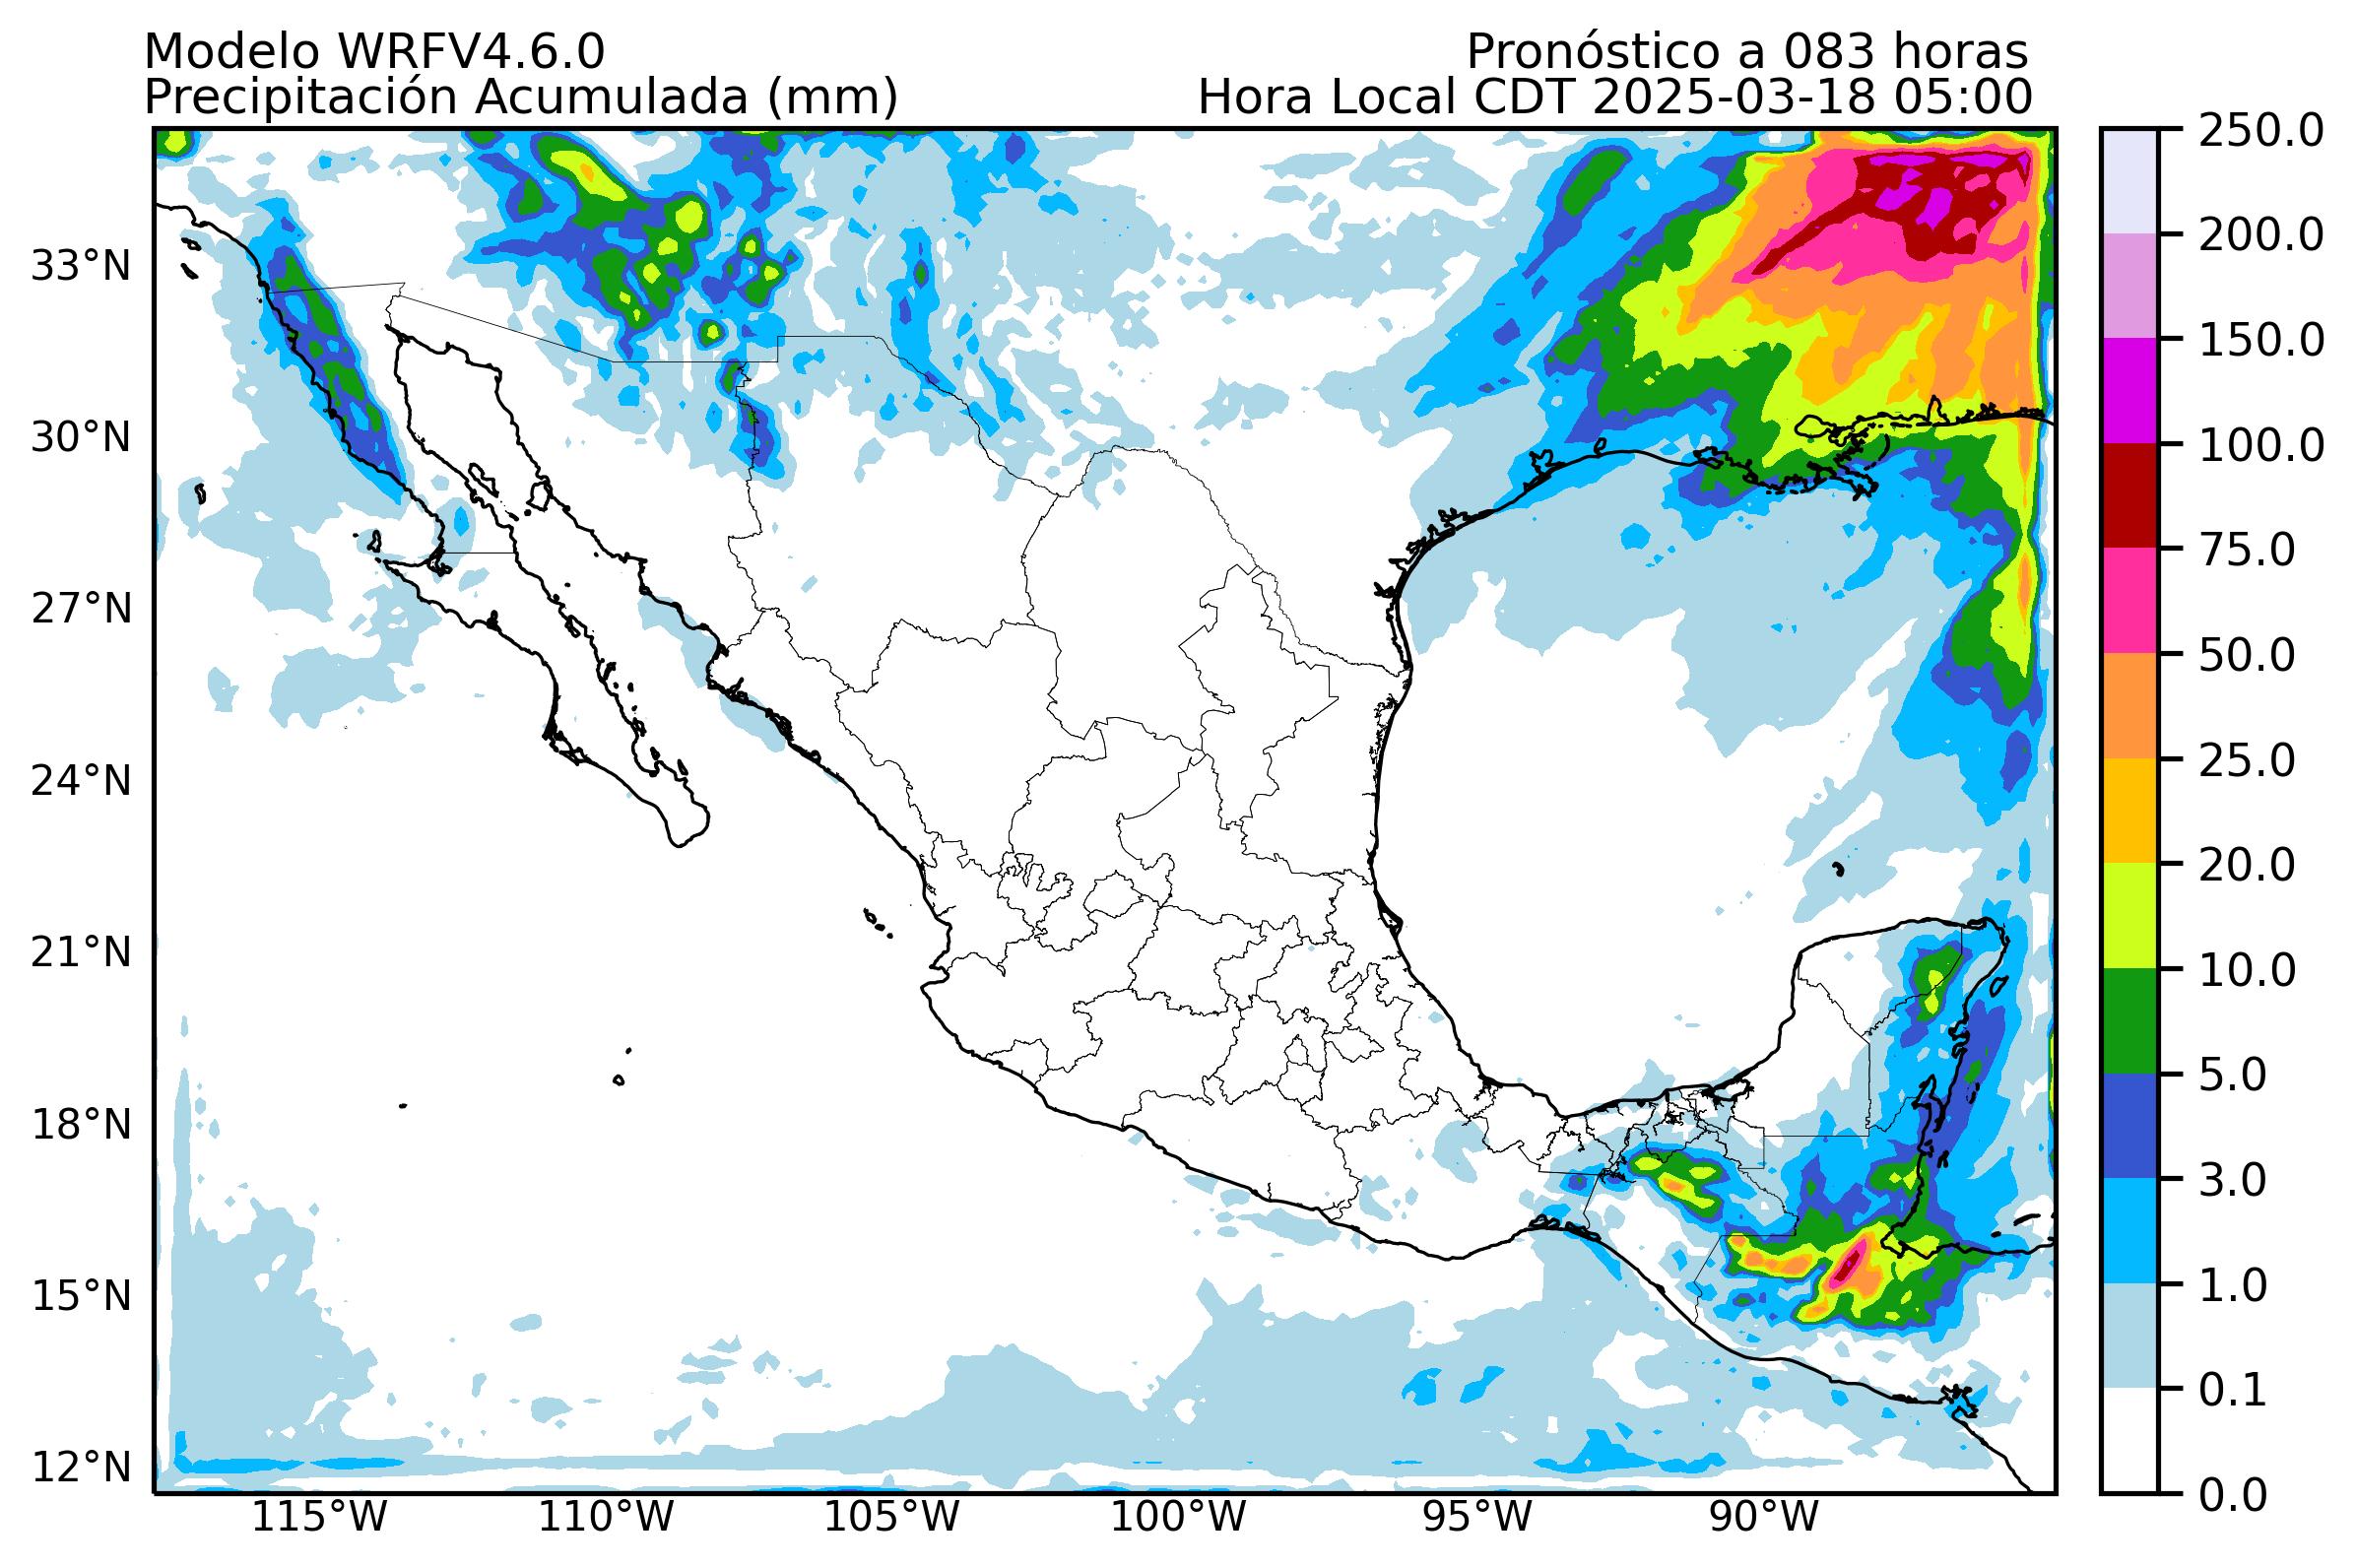 Modelo WRFV4.6.0
Pronóstico a 083 horas
Precipitación Acumulada (mm)
Hora Local CDT 2025-03-18 05:00
33°N
30°N
27°N
24°N
21°N
18°N
15°N
12°N
115°W
110°W
105°W
100°W
95°W
90°W
250.0
200.0
150.0
100.0
75.0
50.0
25.0
20.0
10.0
5.0
3.0
1.0
0.1
0.0